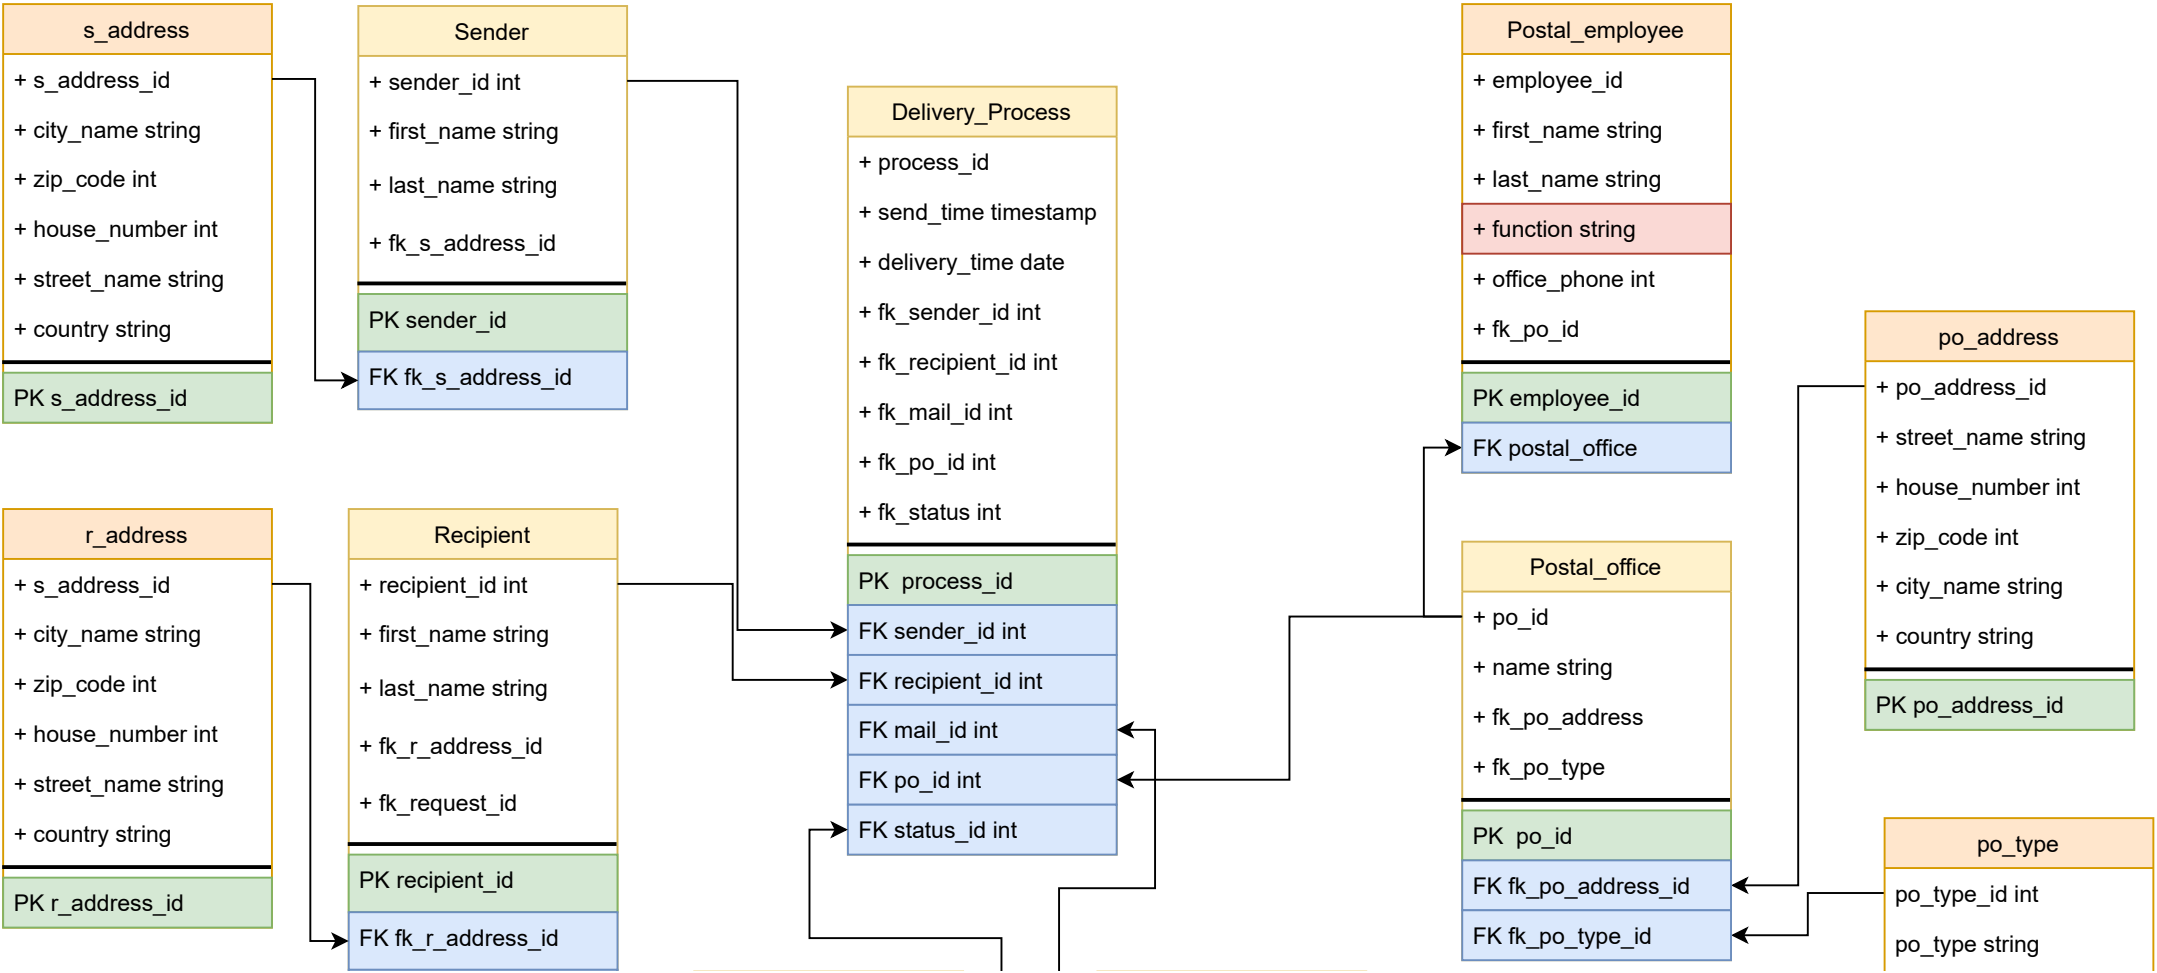 s_address
+ s_address_id
+ city_name string
+ zip_code int
+ house_number int
+ street_name string
+ country string
PK s_address_id
Sender
+ sender_id int
+ first_name string
+ last_name string
+ fk_s_address_id
PK sender_id
FK fk_s_address_id
Delivery_Process
+ process_id
+ send_time timestamp
+ delivery_time date
+ fk_sender_id int
+ fk_recipient_id int
+ fk_mail_id int
+ fk_po_id int
+ fk_status int
PK  process_id
FK sender_id int
FK recipient_id int
FK mail_id int
FK po_id int
FK status_id int
Postal_employee
+ employee_id
+ first_name string
+ last_name string
+ function string
+ office_phone int
+ fk_po_id
PK employee_id
FK postal_office
po_address
+ po_address_id
+ street_name string
+ house_number int
+ zip_code int
+ city_name string
+ country string
PK po_address_id
r_address
+ s_address_id
+ city_name string
+ zip_code int
+ house_number int
+ street_name string
+ country string
PK r_address_id
Recipient
+ recipient_id int
+ first_name string
+ last_name string
+ fk_r_address_id
+ fk_request_id
PK recipient_id
FK fk_r_address_id
Postal_office
+ po_id
+ name string
+ fk_po_address
+ fk_po_type
PK  po_id
FK fk_po_address_id
FK fk_po_type_id
po_type
po_type_id int
po_type string